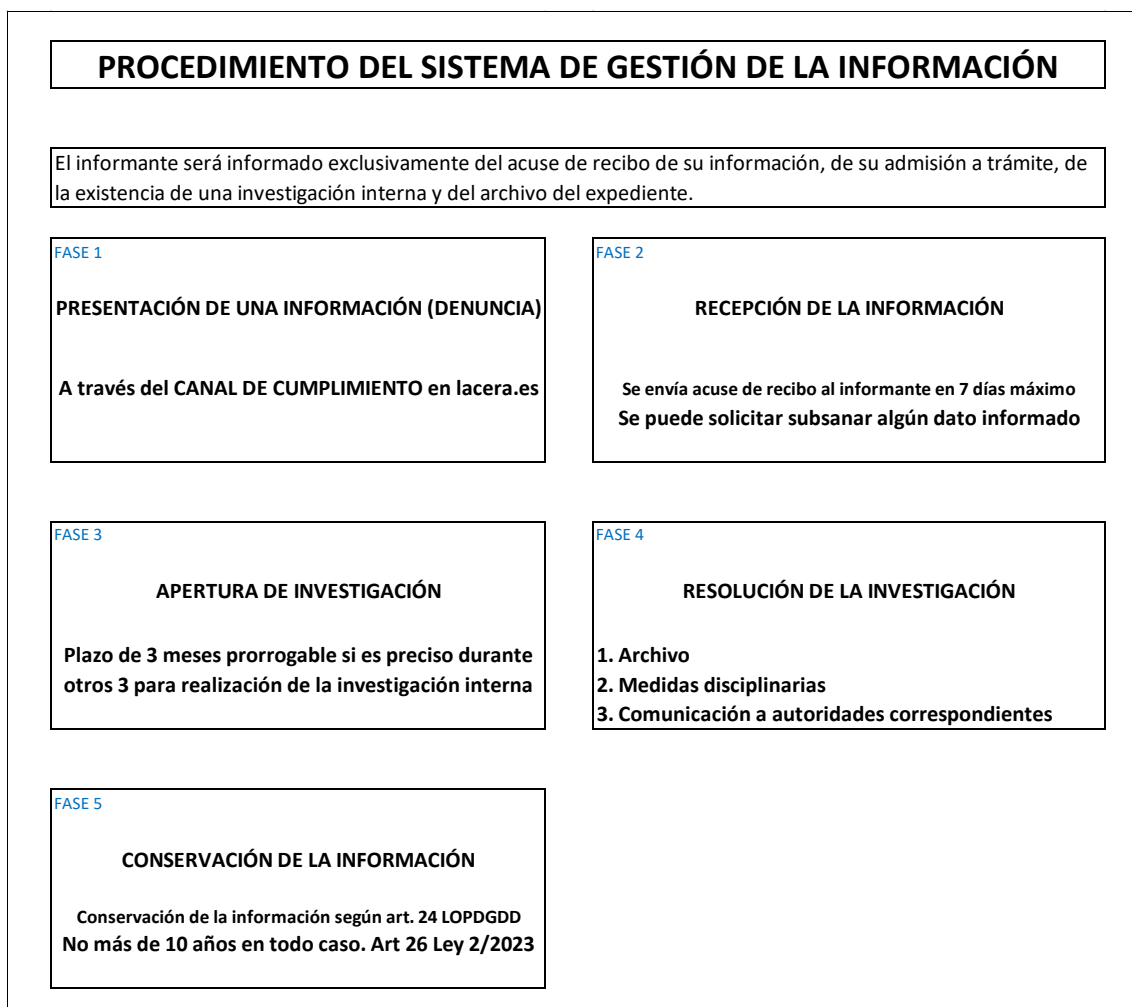 PROCEDIMIENTO DEL SISTEMA DE GESTIÓN DE LA INFORMACIÓN
El informante será informado exclusivamente del acuse de recibo de su información, de su admisión a trámite, de
la existencia de una investigación interna y del archivo del expediente.
FASE 1
PRESENTACIÓN DE UNA INFORMACIÓN (DENUNCIA)
A través del CANAL DE CUMPLIMIENTO en lacera.es
FASE 2
RECEPCIÓN DE LA INFORMACIÓN
Se envía acuse de recibo al informante en 7 días máximo
Se puede solicitar subsanar algún dato informado
FASE 3
APERTURA DE INVESTIGACIÓN
Plazo de 3 meses prorrogable si es preciso durante
otros 3 para realización de la investigación interna
FASE 4
RESOLUCIÓN DE LA INVESTIGACIÓN
1. Archivo
2. Medidas disciplinarias
3. Comunicación a autoridades correspondientes
FASE 5
CONSERVACIÓN DE LA INFORMACIÓN
Conservación de la información según art. 24 LOPDGDD
No más de 10 años en todo caso. Art 26 Ley 2/2023